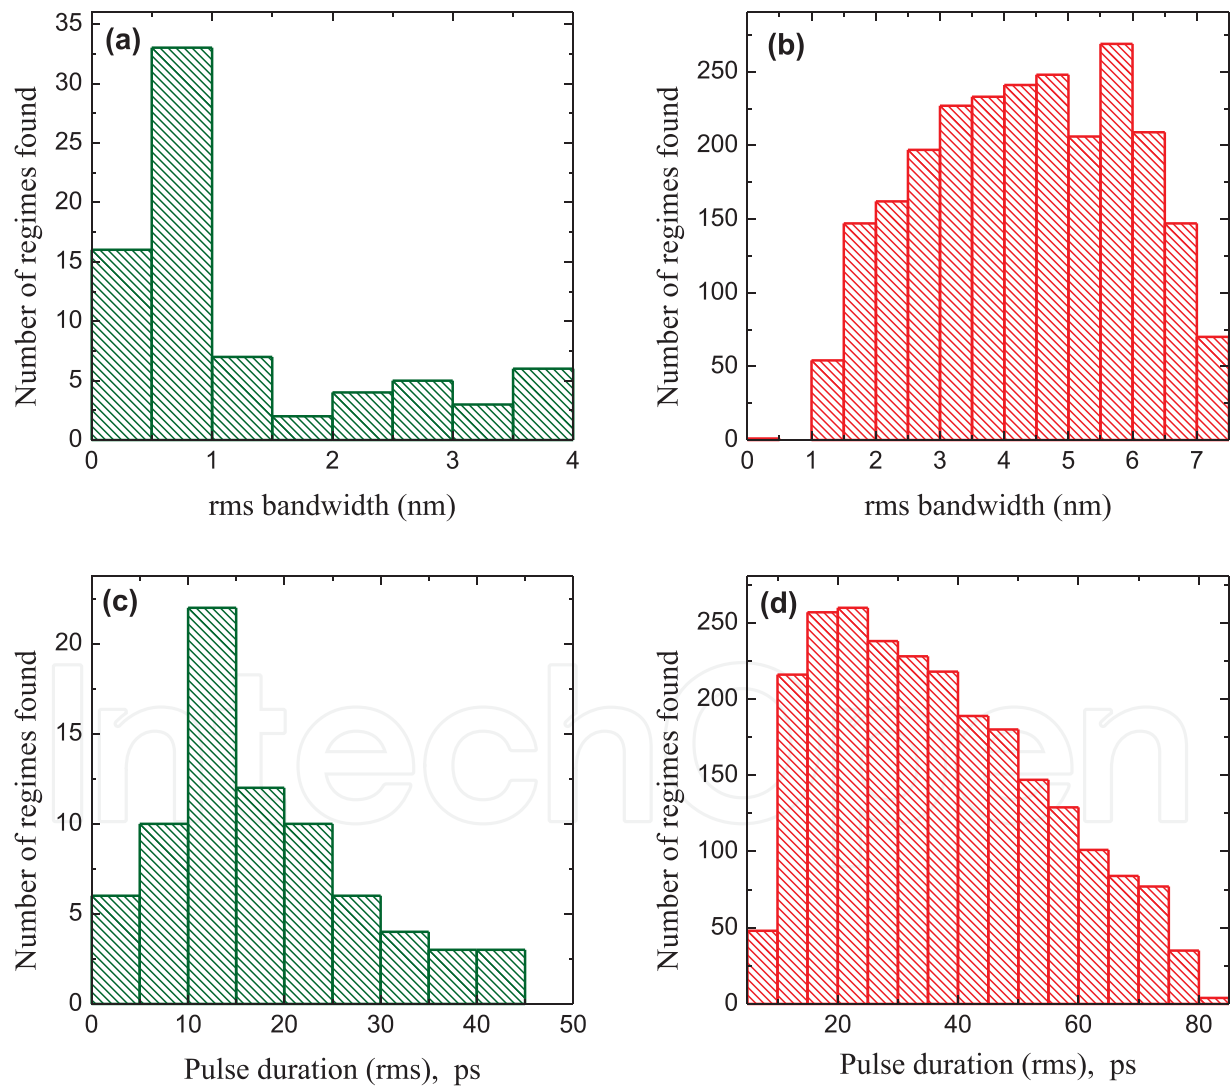 (a)
Number of regimes found
35
30
25
20
15
10
5
0
0 1 2 3 4
rms bandwidth (nm)
(b)
Number of regimes found
250
200
150
100
50
0
0 1 2 3 4 5 6 7
rms bandwidth (nm)
(c)
Number of regimes found
20
15
10
5
0
0 10 20 30 40 50
Pulse duration (rms), ps
(d)
Number of regimes found
250
200
150
100
50
0
20 40 60 80
Pulse duration (rms), ps
IntechOpen